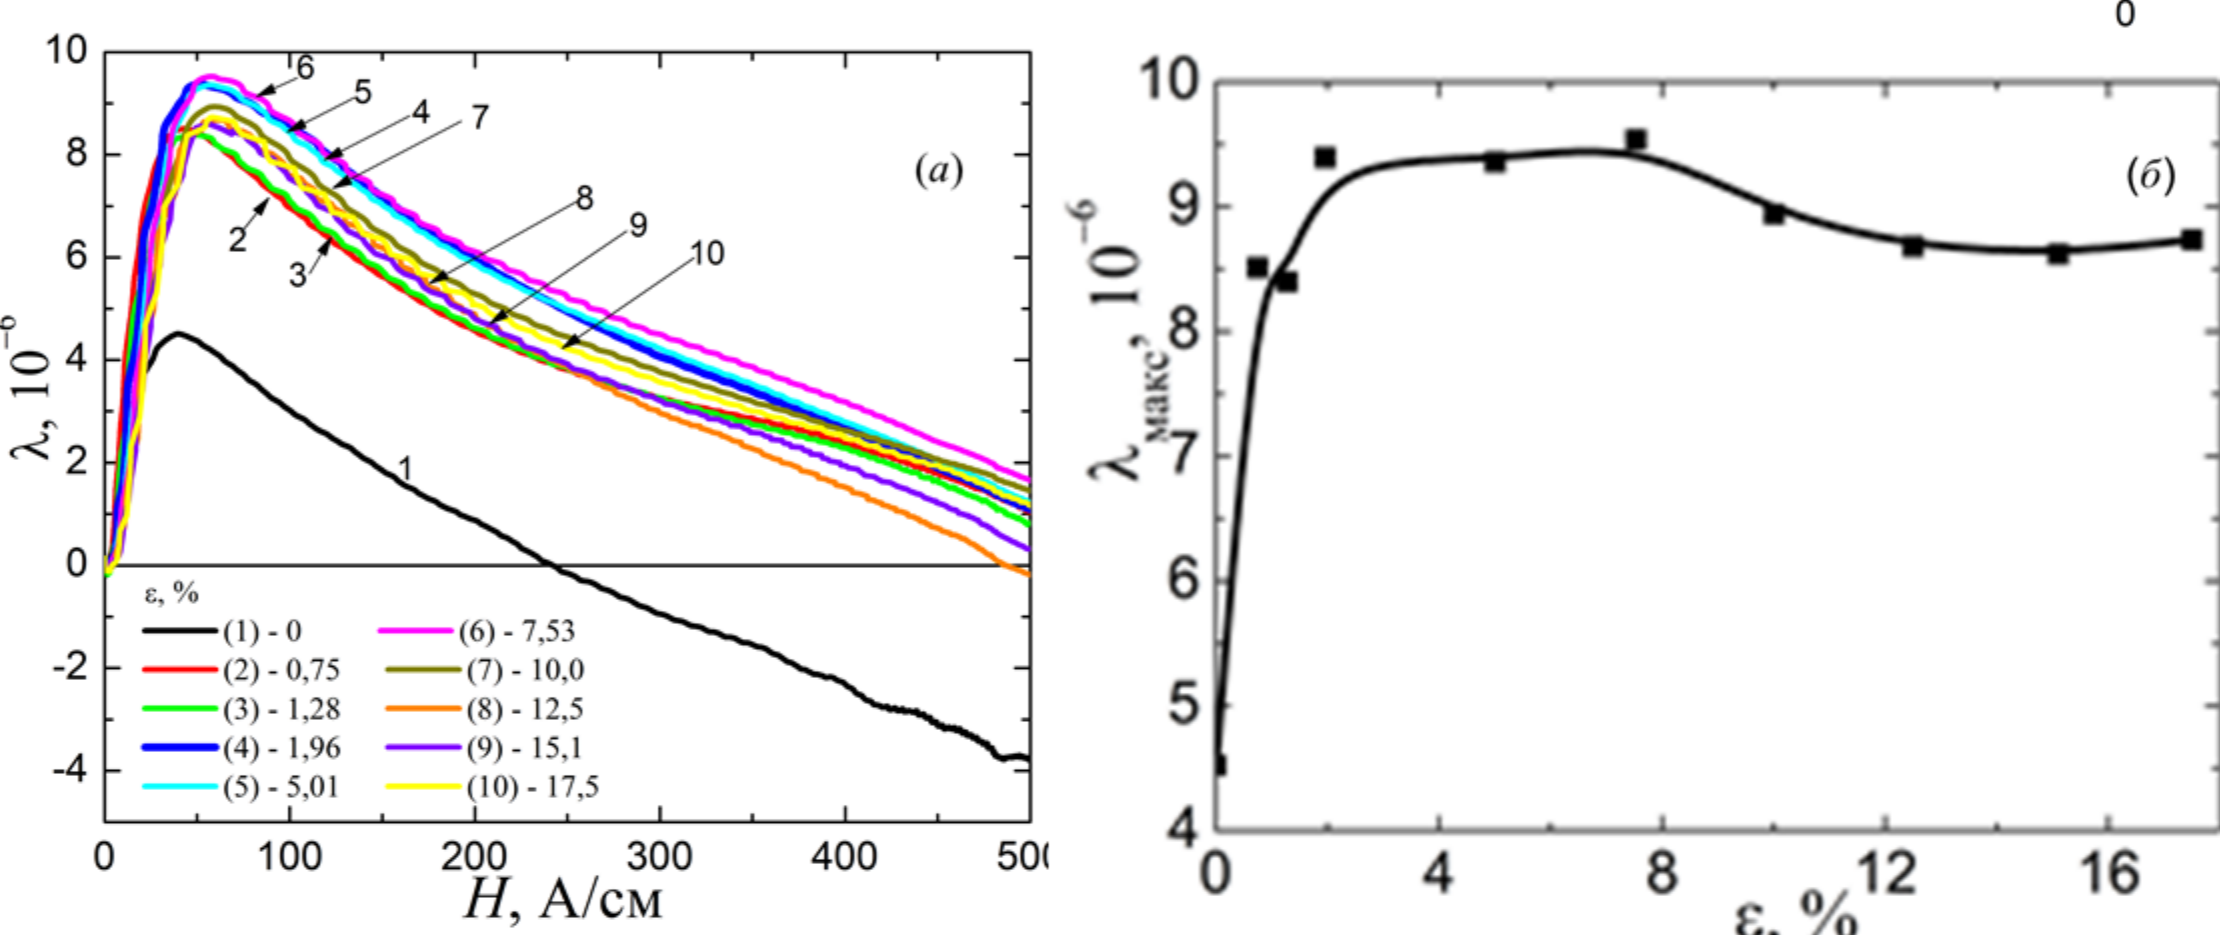 10
8
6
4
2
0
-2
-4
λ, 10⁻⁶
0 100 200 300 400 500
H, А/см
(а)
6
5
4
7
8
9
10
2
3
1
ε, %
(1) - 0 (6) - 7,53
(2) - 0,75 (7) - 10,0
(3) - 1,28 (8) - 12,5
(4) - 1,96 (9) - 15,1
(5) - 5,01 (10) - 17,5
0
10
9
8
7
6
5
4
λмакс, 10⁻⁶
(б)
0 4 8 12 16
ε, %